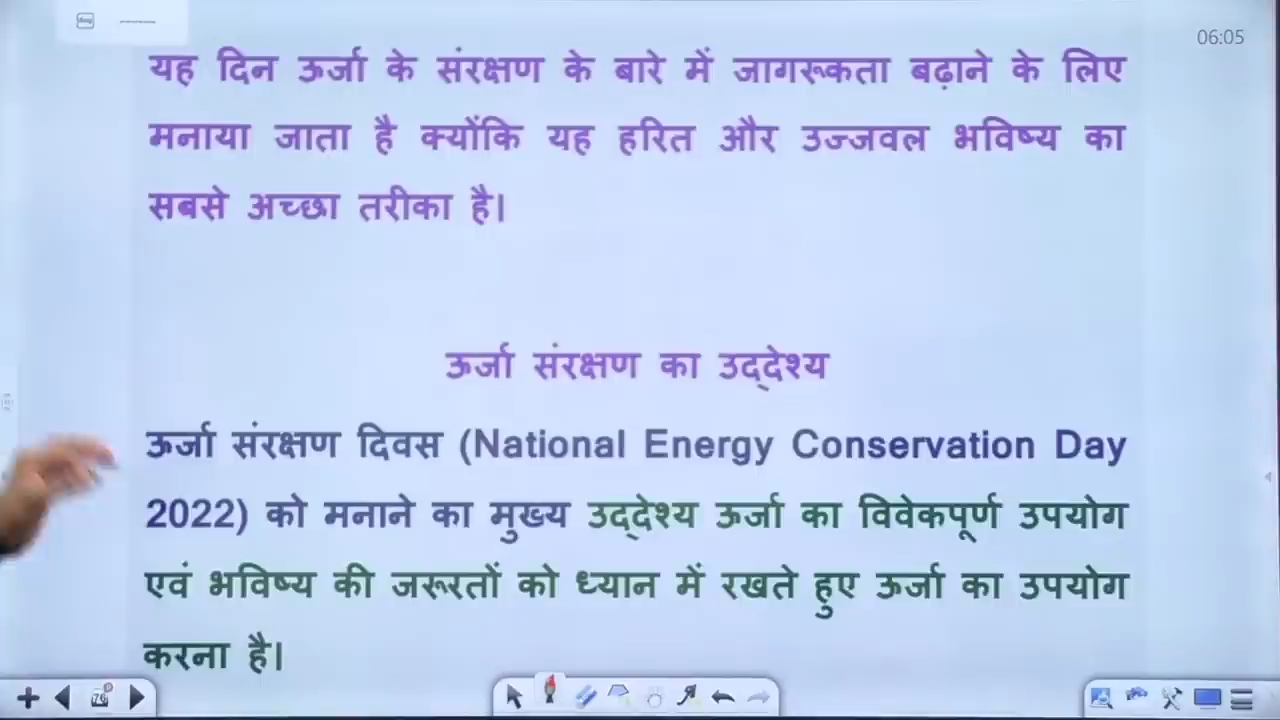 06:05
यह दिन ऊर्जा के संरक्षण के बारे में जागरूकता बढ़ाने के लिए
मनाया जाता है क्योंकि यह हरित और उज्जवल भविष्य का
सबसे अच्छा तरीका है।
ऊर्जा संरक्षण का उद्देश्य
ऊर्जा संरक्षण दिवस (National Energy Conservation Day
2022) को मनाने का मुख्य उद्देश्य ऊर्जा का विवेकपूर्ण उपयोग
एवं भविष्य की जरूरतों को ध्यान में रखते हुए ऊर्जा का उपयोग
करना है।
76